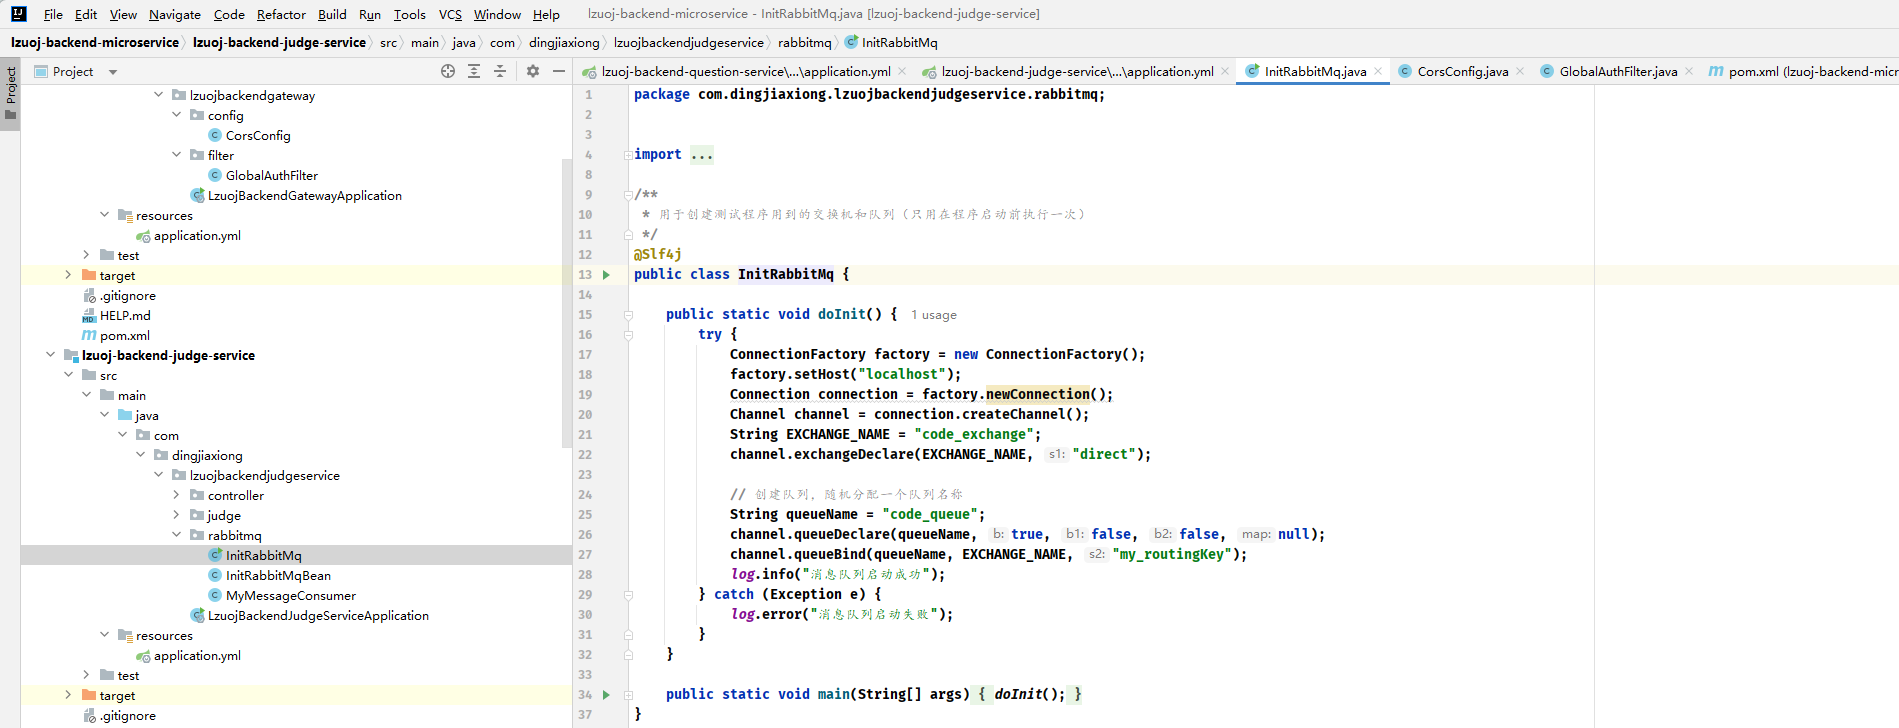 File Edit View Navigate Code Refactor Build Run Tools VCS Window Help lzuoj-backend-microservice - InitRabbitMq.java [lzuoj-backend-judge-service]
lzuoj-backend-microservice lzuoj-backend-judge-service src main java com dingjiaxiong lzuojbackendjudgeservice rabbitmq InitRabbitMq
Project
Project
lzuojbackendgateway
config
CorsConfig
filter
GlobalAuthFilter
LzuojBackendGatewayApplication
resources
application.yml
test
target
.gitignore
HELP.md
pom.xml
lzuoj-backend-judge-service
src
main
java
com
dingjiaxiong
lzuojbackendjudgeservice
controller
judge
rabbitmq
InitRabbitMq
InitRabbitMqBean
MyMessageConsumer
LzuojBackendJudgeServiceApplication
resources
application.yml
test
target
.gitignore
lzuoj-backend-question-service\...\application.yml lzuoj-backend-judge-service\...\application.yml InitRabbitMq.java CorsConfig.java GlobalAuthFilter.java pom.xml (lzuoj-backend-micr
1 package com.dingjiaxiong.lzuojbackendjudgeservice.rabbitmq;
2
3
4 import ...
8
9 /**
10 * 用于创建测试程序用到的交换机和队列（只用在程序启动前执行一次）
11 */
12 @Slf4j
13 public class InitRabbitMq {
14
15 public static void doInit() { 1 usage
16 try {
17 ConnectionFactory factory = new ConnectionFactory();
18 factory.setHost("localhost");
19 Connection connection = factory.newConnection();
20 Channel channel = connection.createChannel();
21 String EXCHANGE_NAME = "code_exchange";
22 channel.exchangeDeclare(EXCHANGE_NAME, s1: "direct");
23
24 // 创建队列，随机分配一个队列名称
25 String queueName = "code_queue";
26 channel.queueDeclare(queueName, b: true, b1: false, b2: false, map: null);
27 channel.queueBind(queueName, EXCHANGE_NAME, s2: "my_routingKey");
28 log.info("消息队列启动成功");
29 } catch (Exception e) {
30 log.error("消息队列启动失败");
31 }
32 }
33
34 public static void main(String[] args) { doInit(); }
37 }